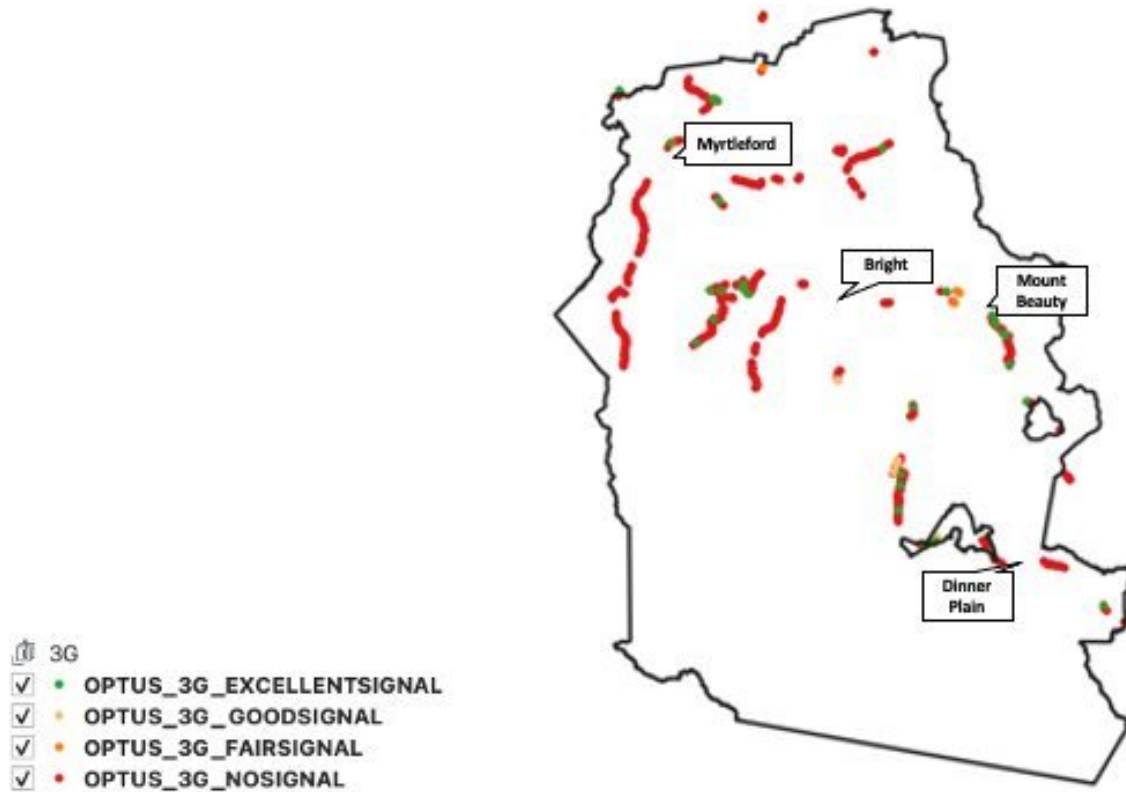 Myrtleford
Bright
Mount
Beauty
Dinner
Plain
3G
OPTUS_3G_EXCELLENTSIGNAL
OPTUS_3G_GOODSIGNAL
OPTUS_3G_FAIRSIGNAL
OPTUS_3G_NOSIGNAL